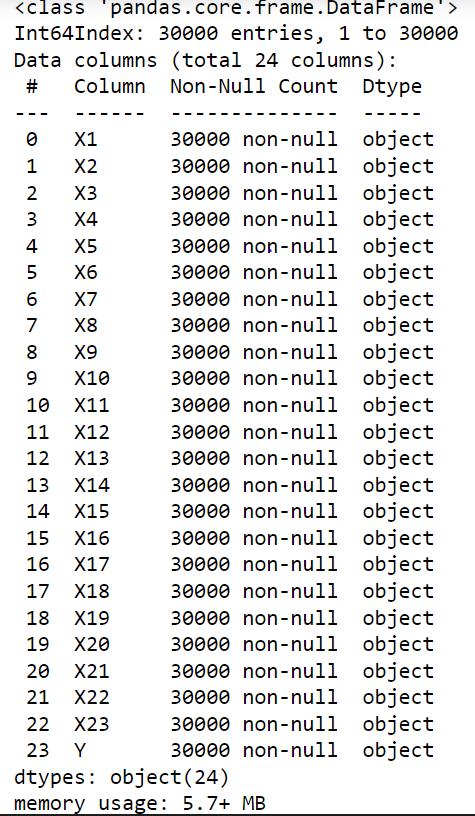 <class 'pandas.core.frame.DataFrame'>
Int64Index: 30000 entries, 1 to 30000
Data columns (total 24 columns):
 #   Column  Non-Null Count  Dtype
---  ------  --------------  -----
 0   X1      30000 non-null  object
 1   X2      30000 non-null  object
 2   X3      30000 non-null  object
 3   X4      30000 non-null  object
 4   X5      30000 non-null  object
 5   X6      30000 non-null  object
 6   X7      30000 non-null  object
 7   X8      30000 non-null  object
 8   X9      30000 non-null  object
 9   X10     30000 non-null  object
 10  X11     30000 non-null  object
 11  X12     30000 non-null  object
 12  X13     30000 non-null  object
 13  X14     30000 non-null  object
 14  X15     30000 non-null  object
 15  X16     30000 non-null  object
 16  X17     30000 non-null  object
 17  X18     30000 non-null  object
 18  X19     30000 non-null  object
 19  X20     30000 non-null  object
 20  X21     30000 non-null  object
 21  X22     30000 non-null  object
 22  X23     30000 non-null  object
 23  Y       30000 non-null  object
dtypes: object(24)
memory usage: 5.7+ MB